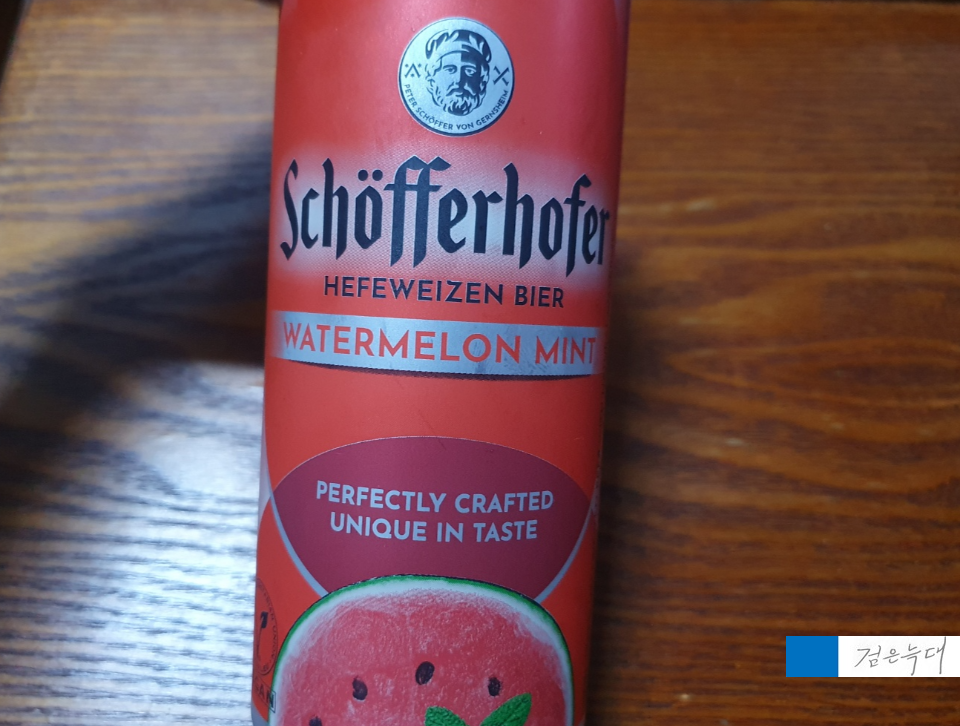 PETER SCHÖFFER VON GERNSHEIM
Schöfferhofer
HEFEWEIZEN BIER
WATERMELON MINT
PERFECTLY CRAFTED
UNIQUE IN TASTE
검은늑대